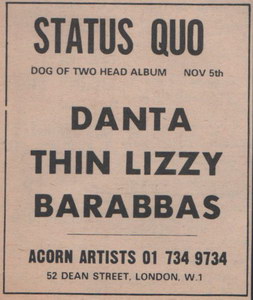 STATUS QUO
DOG OF TWO HEAD ALBUM NOV 5th
DANTA
THIN LIZZY
BARABBAS
ACORN ARTISTS 01 734 9734
52 DEAN STREET, LONDON, W.1